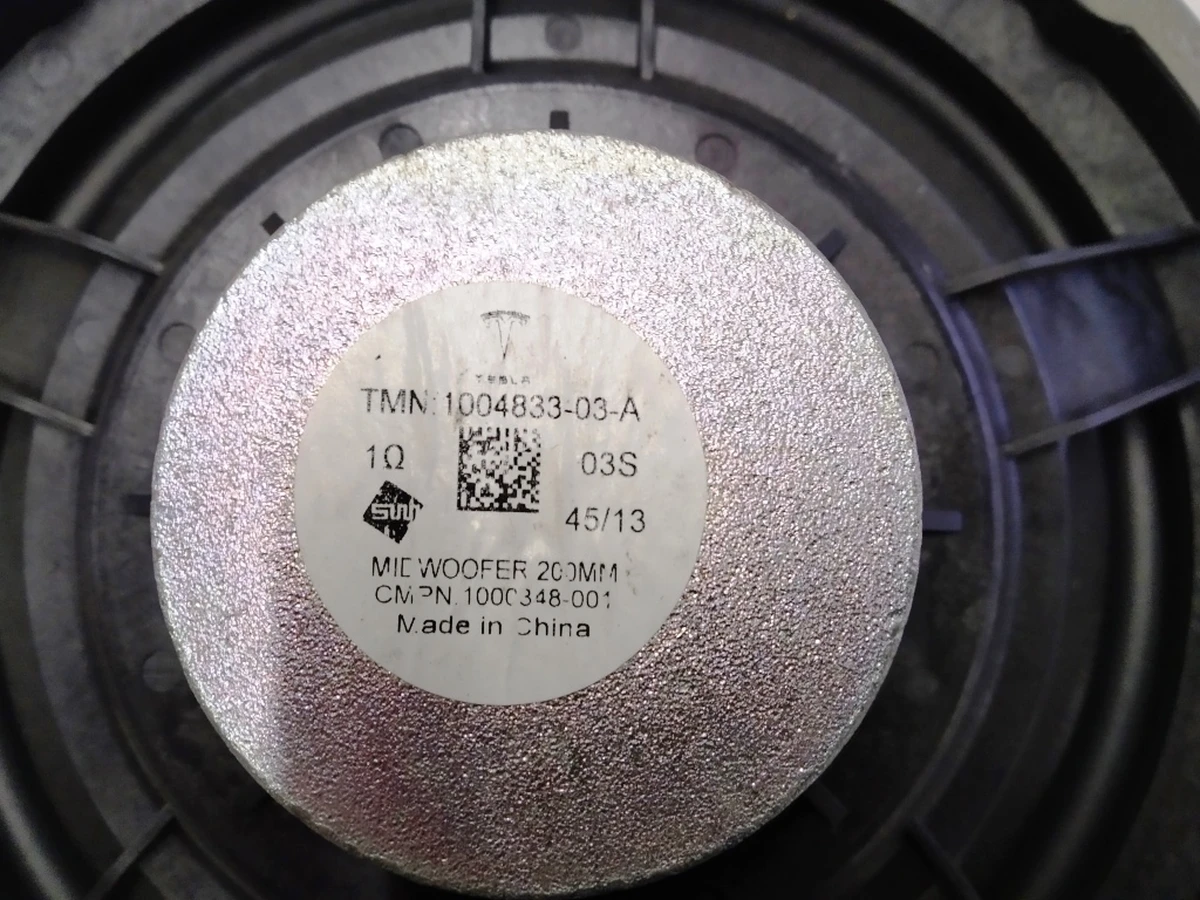 TESLA
TMN:1004833-03-A
1Ω
03S
45/13
MID WOOFER 200MM
CMPN:1000348-001
Made in China